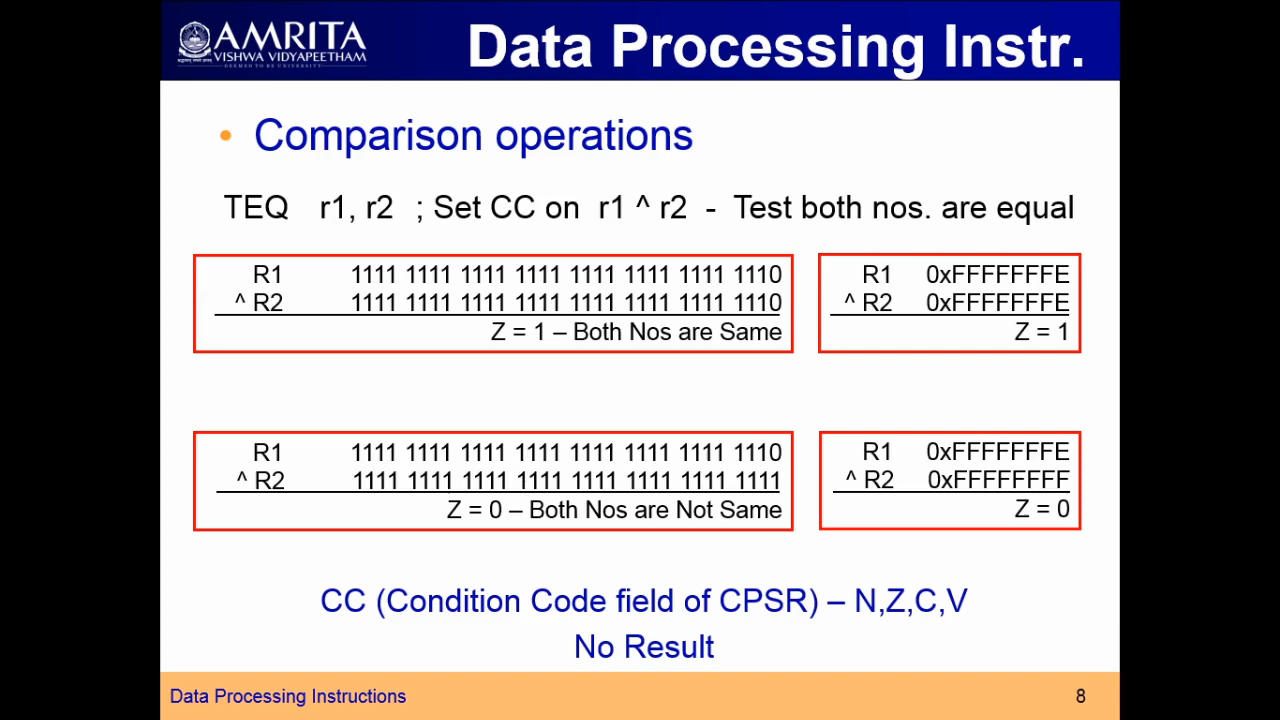 AMRITA
VISHWA VIDYAPEETHAM
DEEMED TO BE UNIVERSITY
Data Processing Instr.
• Comparison operations
TEQ r1, r2 ; Set CC on r1 ^ r2 - Test both nos. are equal
R1 1111 1111 1111 1111 1111 1111 1111 1110
^ R2 1111 1111 1111 1111 1111 1111 1111 1110
Z = 1 – Both Nos are Same
R1 0xFFFFFFFE
^ R2 0xFFFFFFFE
Z = 1
R1 1111 1111 1111 1111 1111 1111 1111 1110
^ R2 1111 1111 1111 1111 1111 1111 1111 1111
Z = 0 – Both Nos are Not Same
R1 0xFFFFFFFE
^ R2 0xFFFFFFFF
Z = 0
CC (Condition Code field of CPSR) – N,Z,C,V
No Result
Data Processing Instructions
8